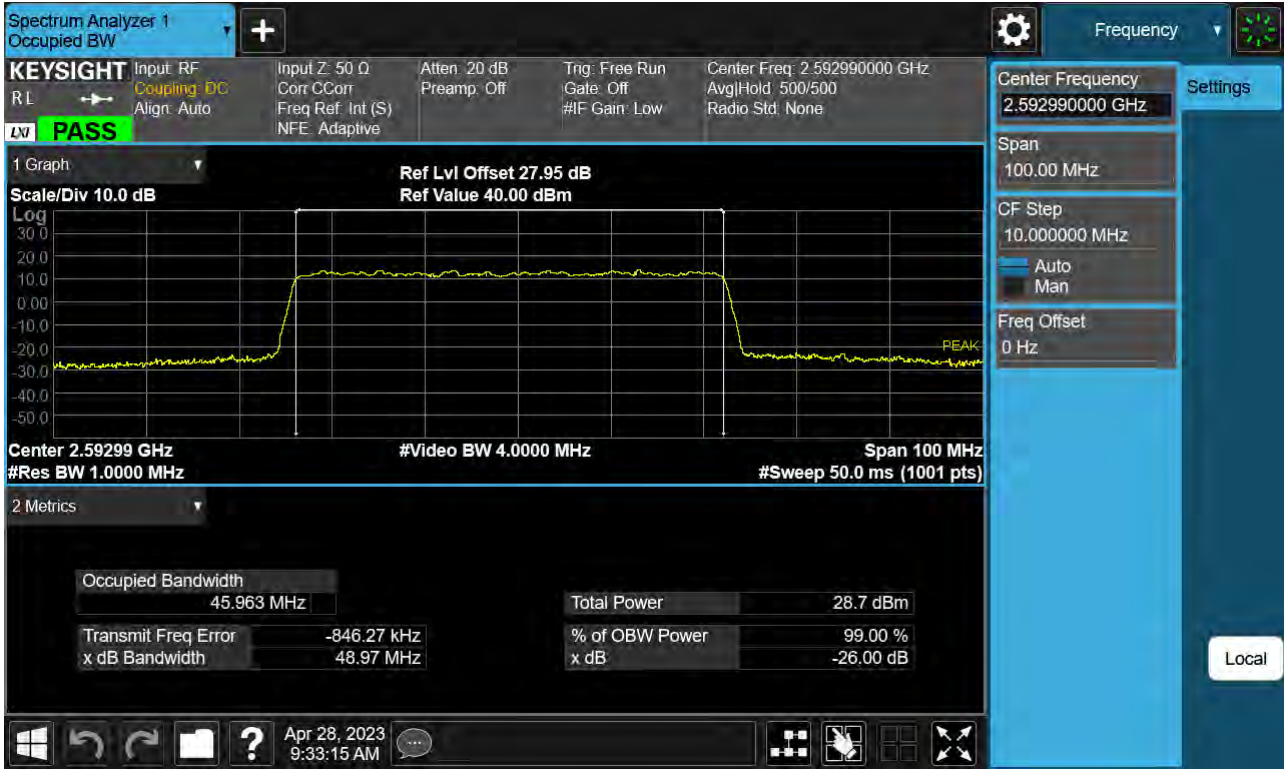 Spectrum Analyzer 1
Occupied BW
Frequency
KEYSIGHT
RL
LXI
PASS
Input: RF
Coupling: DC
Align: Auto
Input Z: 50 Ω
Corr CCorr
Freq Ref: Int (S)
NFE: Adaptive
Atten: 20 dB
Preamp: Off
Trig: Free Run
Gate: Off
#IF Gain: Low
Center Freq: 2.592990000 GHz
Avg|Hold: 500/500
Radio Std: None
Center Frequency
2.592990000 GHz
Settings
Span
100.00 MHz
CF Step
10.000000 MHz
Auto
Man
Freq Offset
0 Hz
Local
1 Graph
Scale/Div 10.0 dB
Ref Lvl Offset 27.95 dB
Ref Value 40.00 dBm
Log
30.0
20.0
10.0
0.00
-10.0
-20.0
-30.0
-40.0
-50.0
PEAK
Center 2.59299 GHz
#Video BW 4.0000 MHz
Span 100 MHz
#Res BW 1.0000 MHz
#Sweep 50.0 ms (1001 pts)
2 Metrics
Occupied Bandwidth
45.963 MHz
Total Power 28.7 dBm
Transmit Freq Error -846.27 kHz
% of OBW Power 99.00 %
x dB Bandwidth 48.97 MHz
x dB -26.00 dB
?
Apr 28, 2023
9:33:15 AM